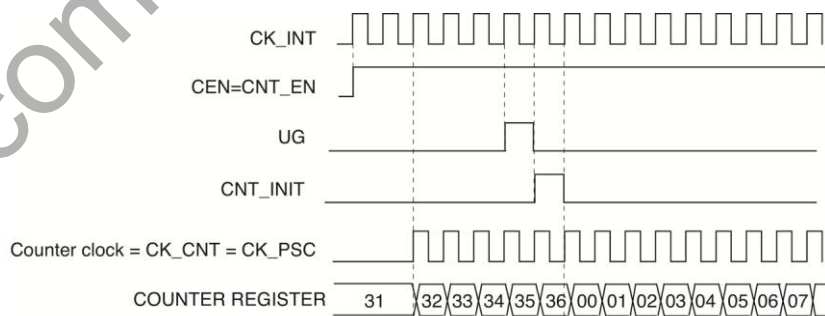 com
CK_INT
CEN=CNT_EN
UG
CNT_INIT
Counter clock = CK_CNT = CK_PSC
COUNTER REGISTER 31 32 33 34 35 36 00 01 02 03 04 05 06 07